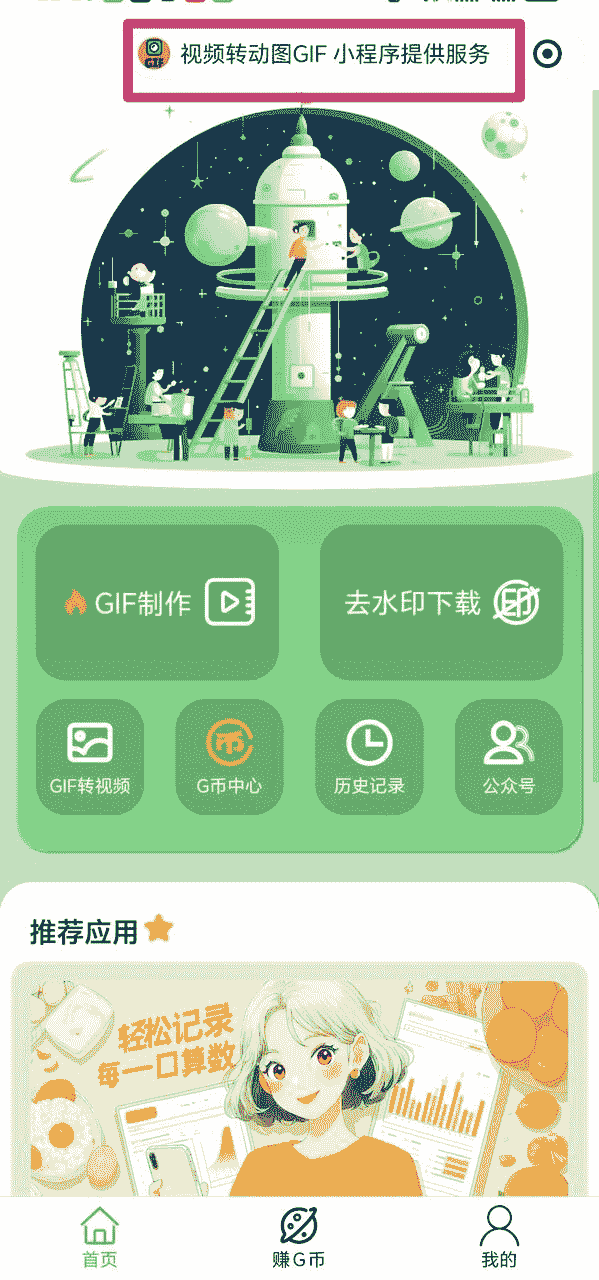 视频转动图GIF 小程序提供服务
GIF制作
去水印下载
印
币
GIF转视频
G币中心
历史记录
公众号
推荐应用
轻松记录
每一口算数
首页
赚G币
我的